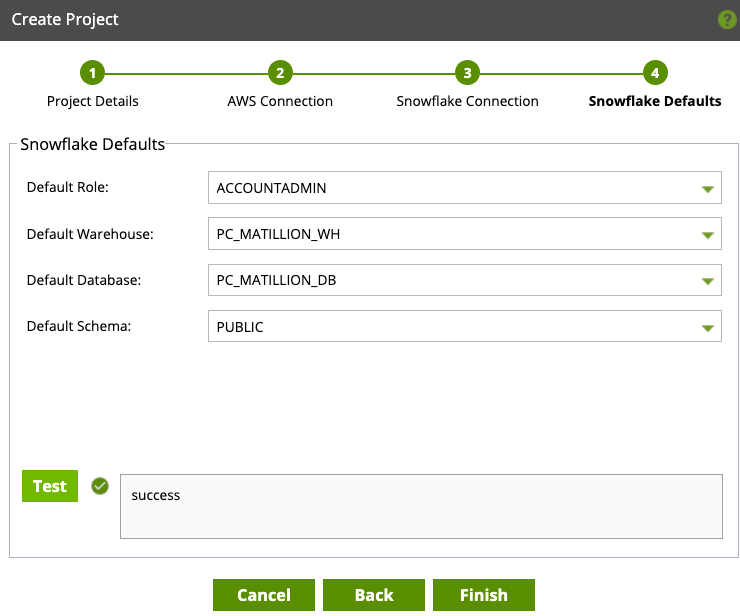 Create Project
?
1 2 3 4
Project Details AWS Connection Snowflake Connection Snowflake Defaults
Snowflake Defaults
Default Role: ACCOUNTADMIN
Default Warehouse: PC_MATILLION_WH
Default Database: PC_MATILLION_DB
Default Schema: PUBLIC
Test success
Cancel Back Finish